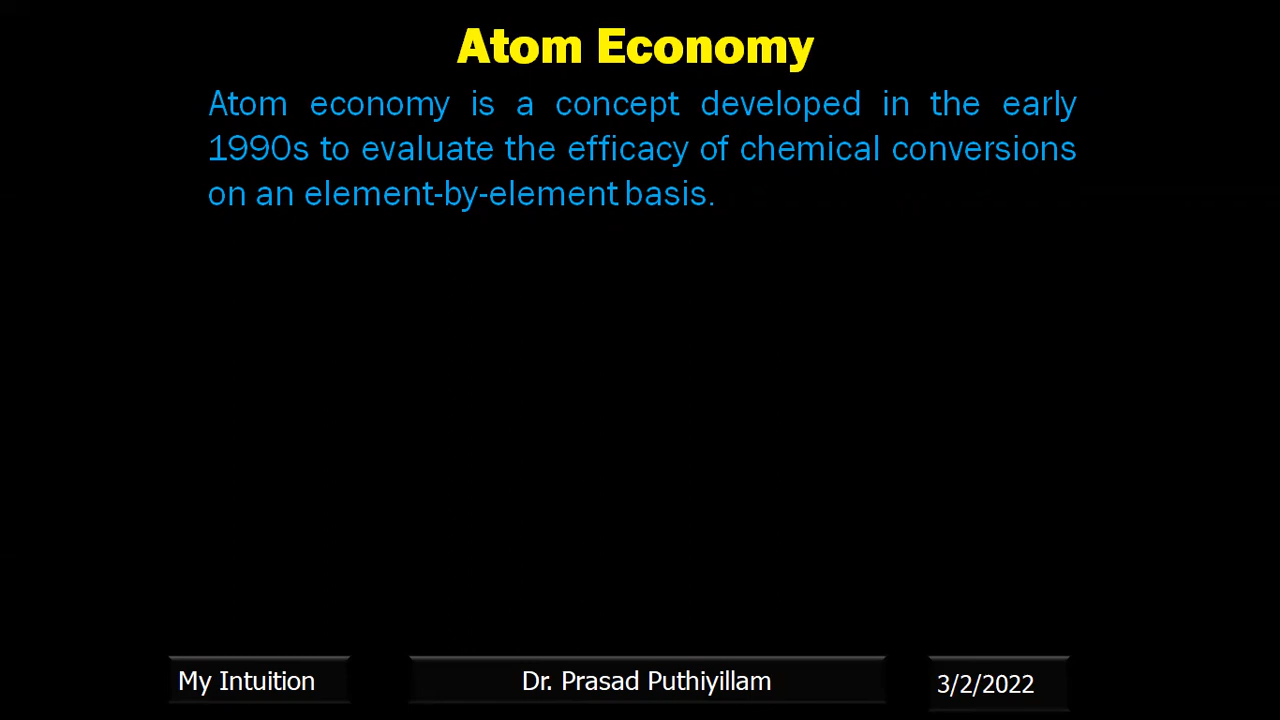 Atom Economy
Atom economy is a concept developed in the early
1990s to evaluate the efficacy of chemical conversions
on an element-by-element basis.
My Intuition
Dr. Prasad Puthiyillam
3/2/2022